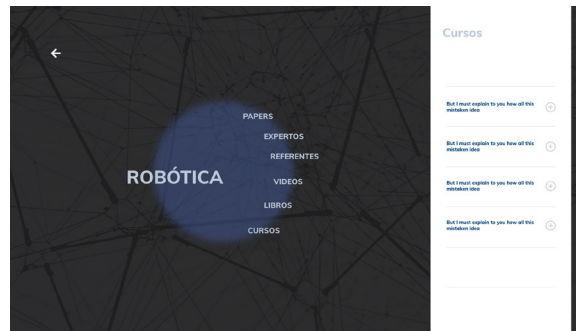 ROBÓTICA
PAPERS
EXPERTOS
REFERENTES
VIDEOS
LIBROS
CURSOS
Cursos
But I must explain to you how all this
mistaken idea
But I must explain to you how all this
mistaken idea
But I must explain to you how all this
mistaken idea
But I must explain to you how all this
mistaken idea